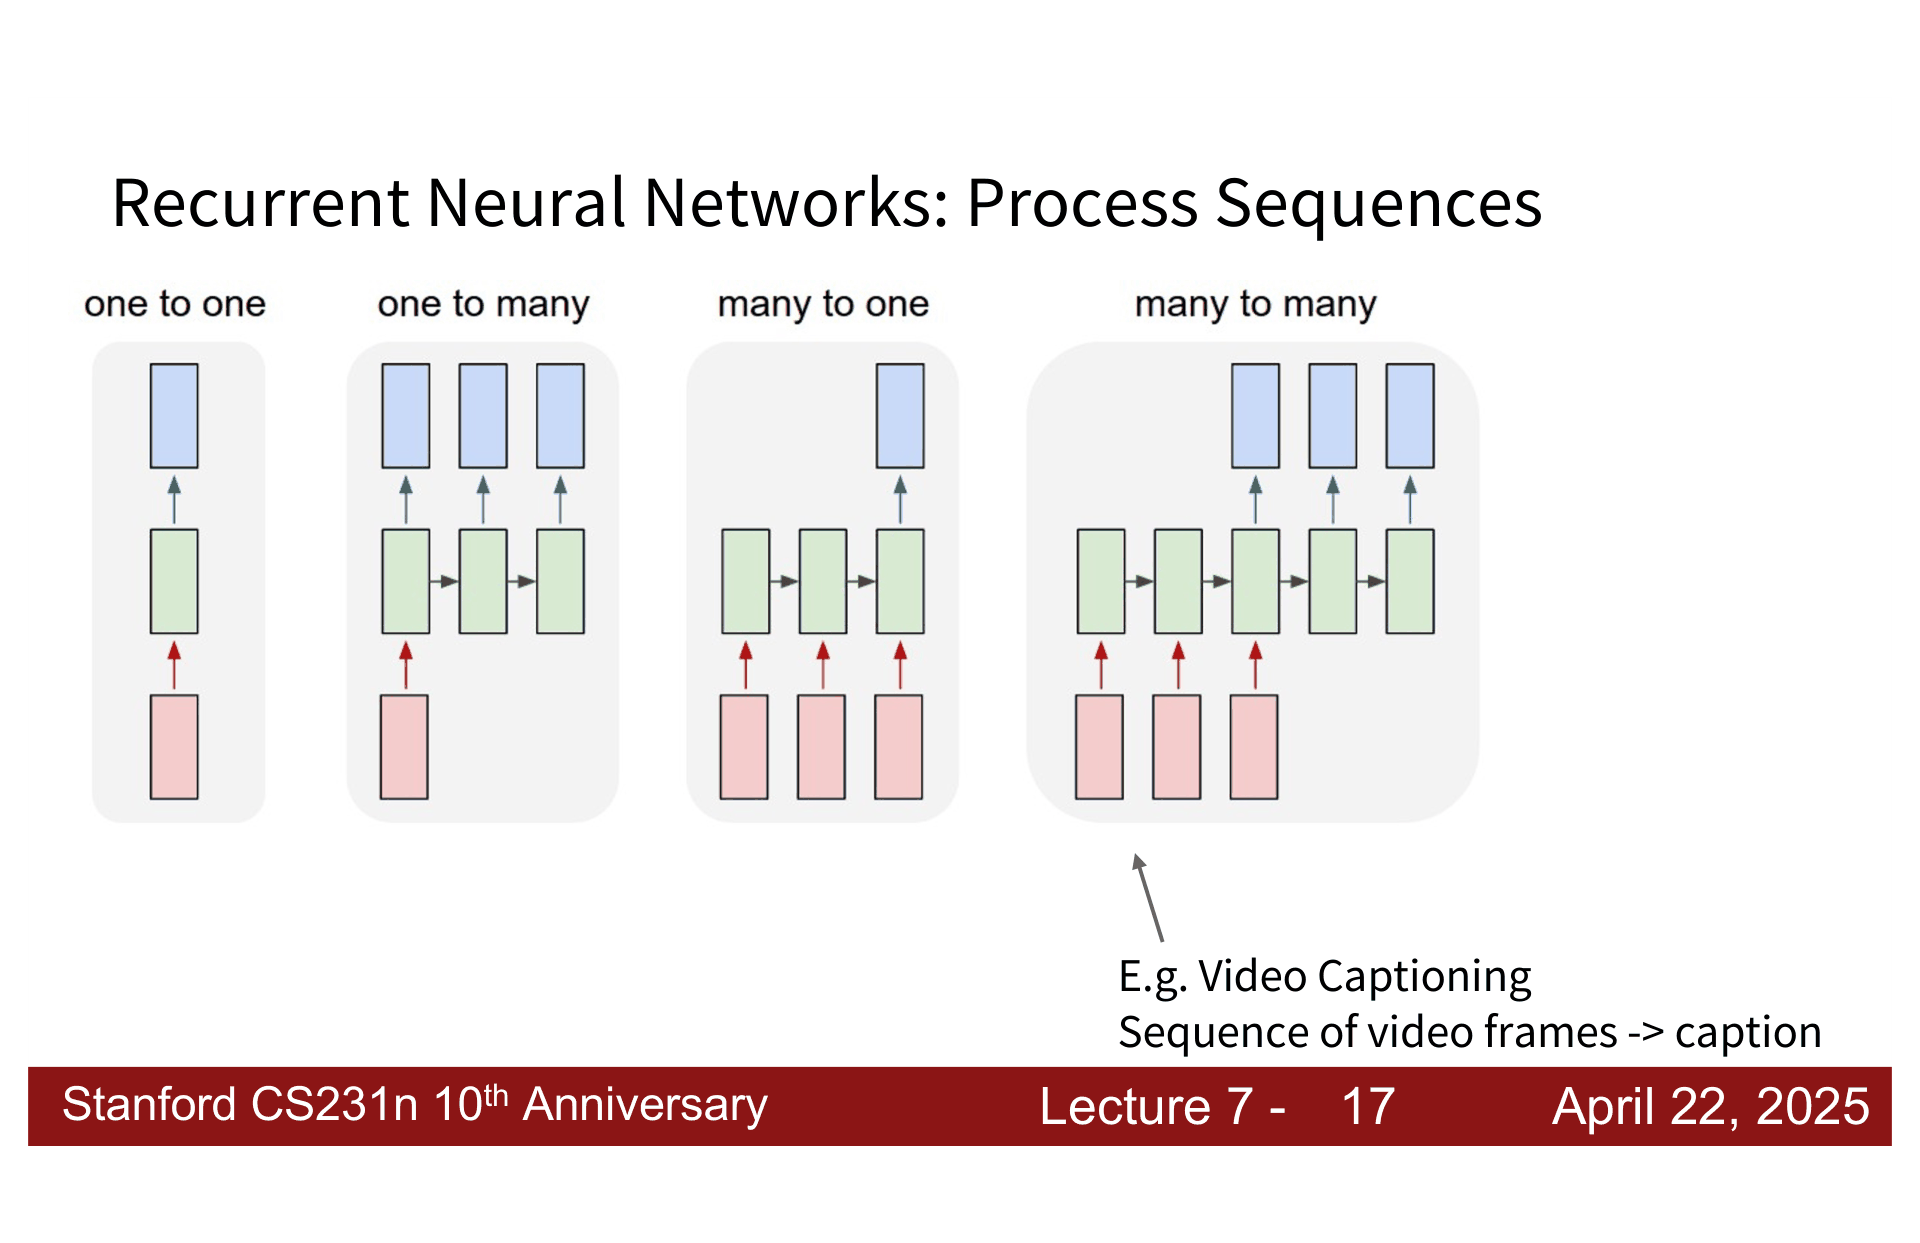 Recurrent Neural Networks: Process Sequences
one to one
one to many
many to one
many to many
E.g. Video Captioning
Sequence of video frames -> caption
Stanford CS231n 10th Anniversary
Lecture 7 - 17
April 22, 2025